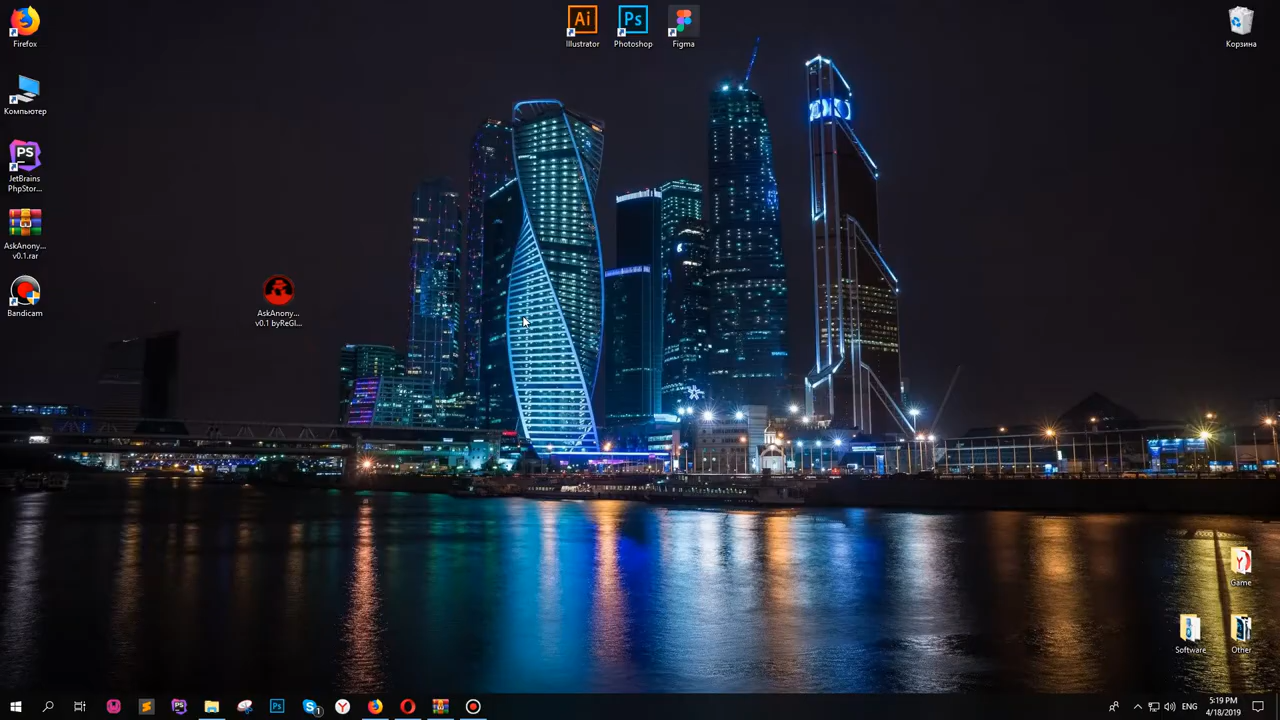 Firefox
Компьютер
PS
JetBrains
PhpStor...
AskAnony...
v0.1.rar
Bandicam
AskAnony...
v0.1 byReGl...
Ai
Illustrator
Ps
Photoshop
Figma
Корзина
Game
Software
Other
ENG
5:19 PM
4/18/2019